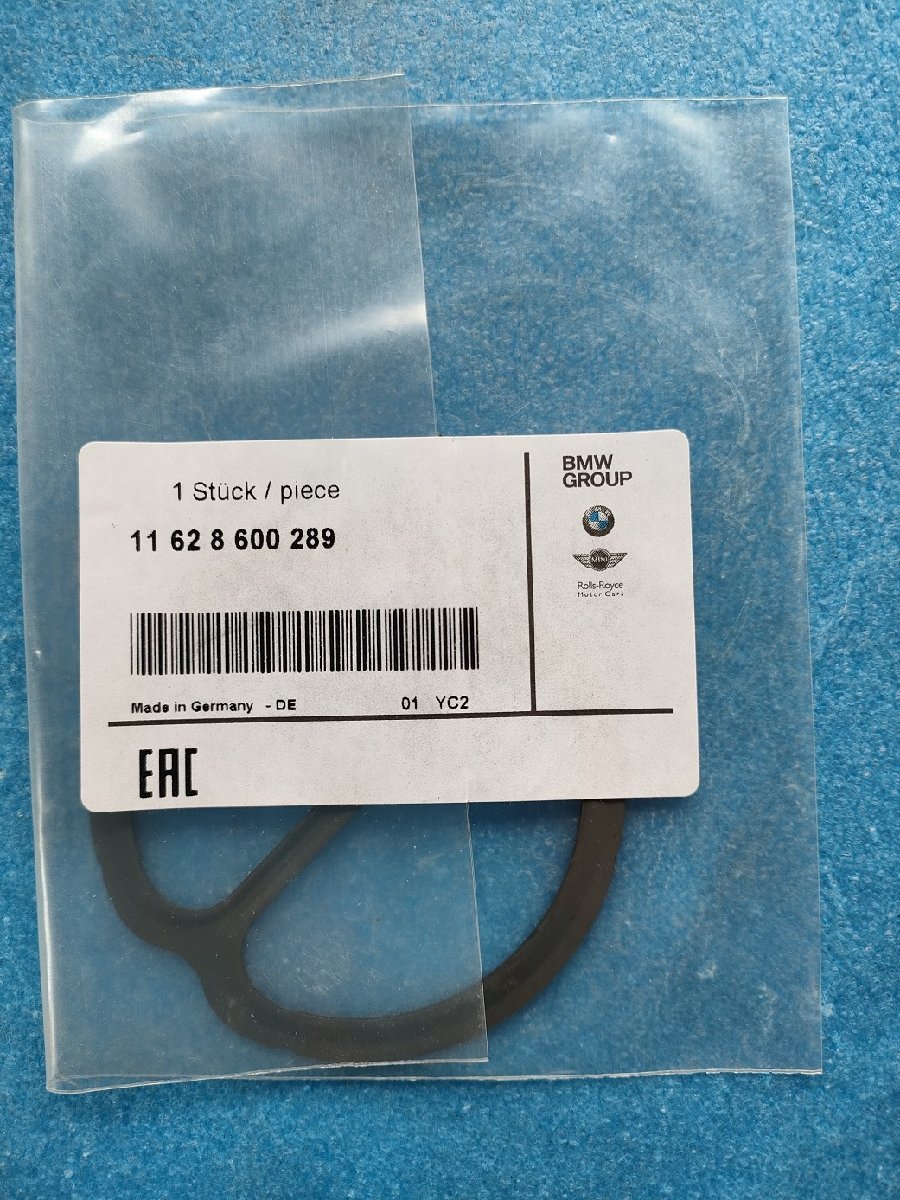 1 Stück / piece
11 62 8 600 289
Made in Germany - DE
01 YC2
EAC
BMW
GROUP
MINI
Rolls-Royce
Motor Cars